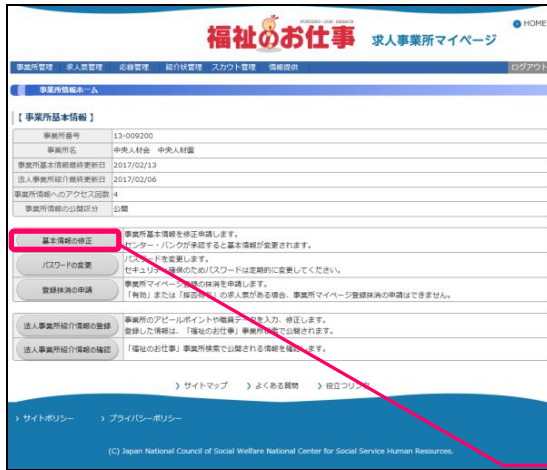 HOME
福祉のお仕事 求人事業所マイページ
事業所管理 求人票管理 応募管理 紹介状管理 スカウト管理 情報提供 ログアウト
事業所情報ホーム
【 事業所基本情報 】
事業所番号 13-009200
事業所名 中央人材会 中央人材園
事業所基本情報最終更新日 2017/02/13
法人事業所紹介最終更新日 2017/02/06
事業所情報へのアクセス回数 4
事業所情報の公開区分 公開
基本情報の修正 事業所基本情報を修正申請します。
センター・バンクが承認すると基本情報が変更されます。
パスワードの変更 パスワードを変更します。
セキュリティ確保のためパスワードは定期的に変更してください。
登録抹消の申請 事業所マイページ登録の抹消を申請します。
「有効」または「採否待ち」の求人票がある場合、事業所マイページ登録抹消の申請はできません。
法人事業所紹介情報の登録 事業所のアピールポイントや職員データを入力、修正します。
登録した情報は、「福祉のお仕事」事業所検索で公開されます。
法人事業所紹介情報の確認 「福祉のお仕事」事業所検索で公開される情報を確認します。
サイトマップ よくある質問 役立つリンク
サイトポリシー プライバシーポリシー
(C) Japan National Council of Social Welfare National Center for Social Service Human Resources.